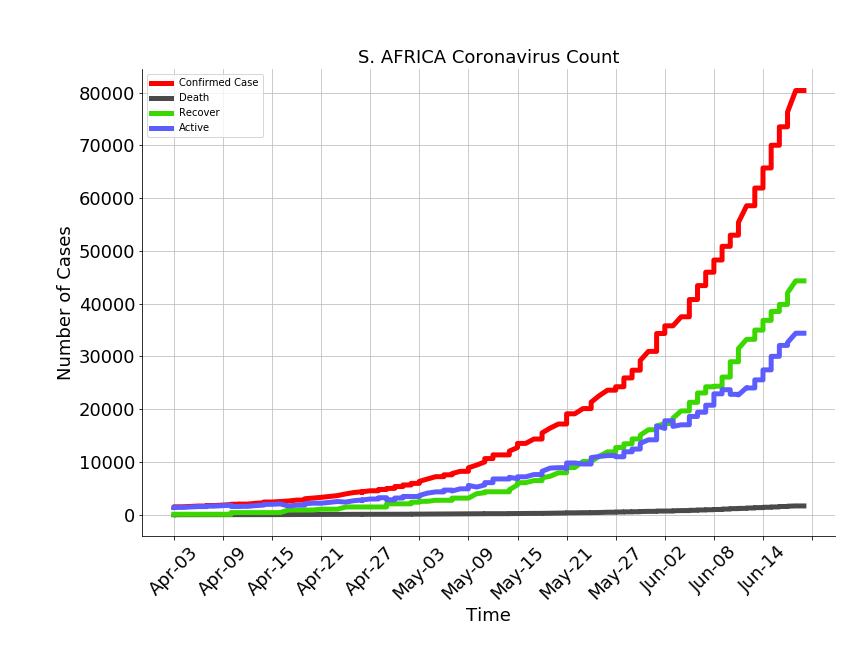 S. AFRICA Coronavirus Count
Confirmed Case
Death
Recover
Active
Number of Cases
80000
70000
60000
50000
40000
30000
20000
10000
0
Apr-03
Apr-09
Apr-15
Apr-21
Apr-27
May-03
May-09
May-15
May-21
May-27
Jun-02
Jun-08
Jun-14
Time